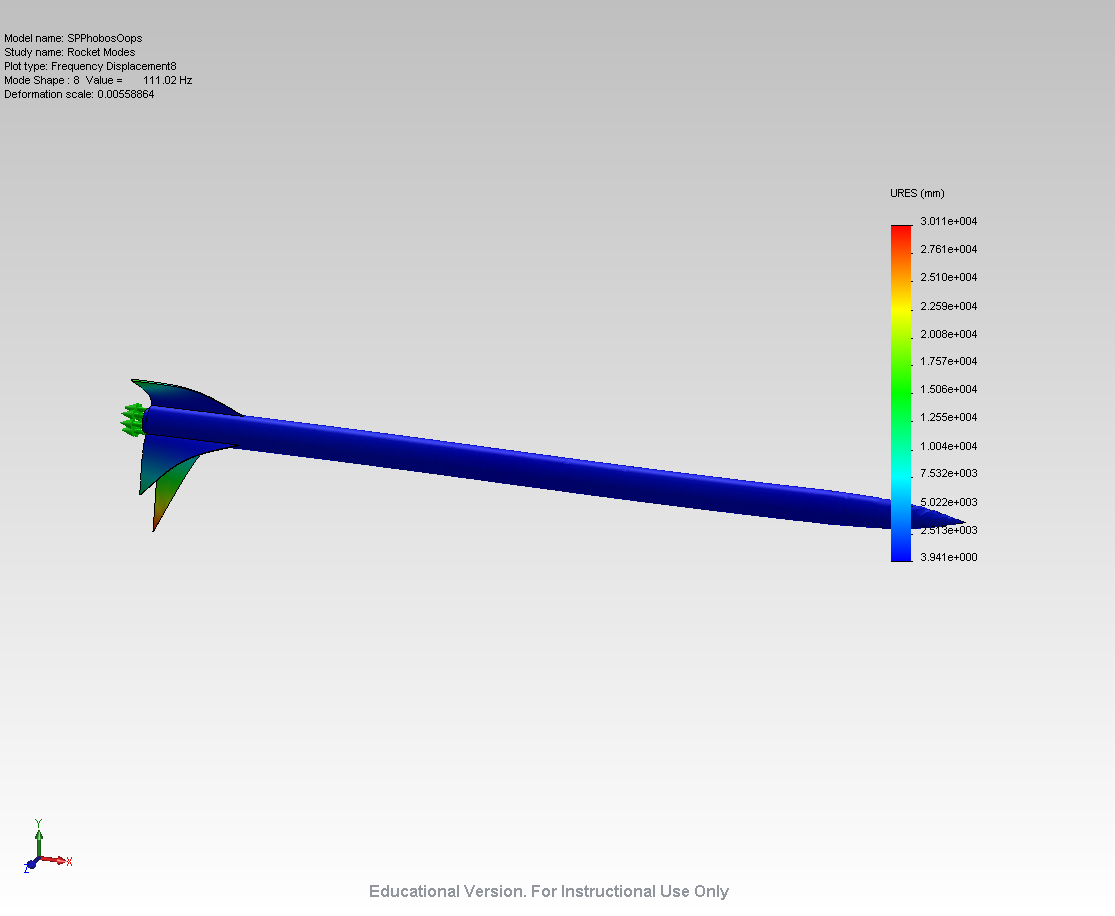 Model name: SPPhobosOops
Study name: Rocket Modes
Plot type: Frequency Displacement8
Mode Shape : 8 Value = 111.02 Hz
Deformation scale: 0.00558864
URES (mm)
3.011e+004
2.761e+004
2.510e+004
2.259e+004
2.008e+004
1.757e+004
1.506e+004
1.255e+004
1.004e+004
7.532e+003
5.022e+003
2.513e+003
3.941e+000
Y
X
Z
Educational Version. For Instructional Use Only